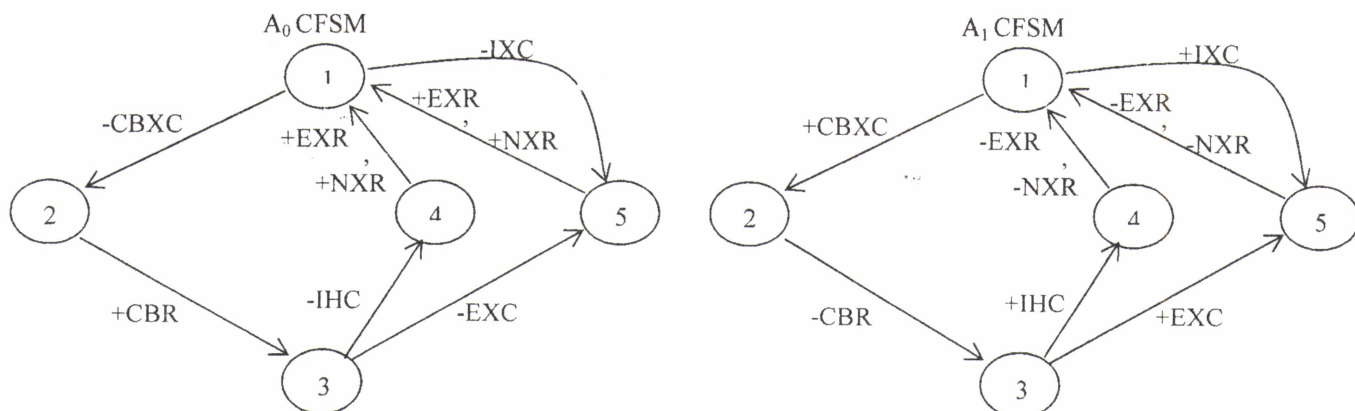 A0 CFSM
1
-IXC
+EXR
,
+NXR
-CBXC
+EXR
,
+NXR
2
4
5
+CBR
-IHC
-EXC
3
A1 CFSM
1
+IXC
-EXR
,
-NXR
+CBXC
-EXR
,
-NXR
2
4
5
-CBR
+IHC
+EXC
3